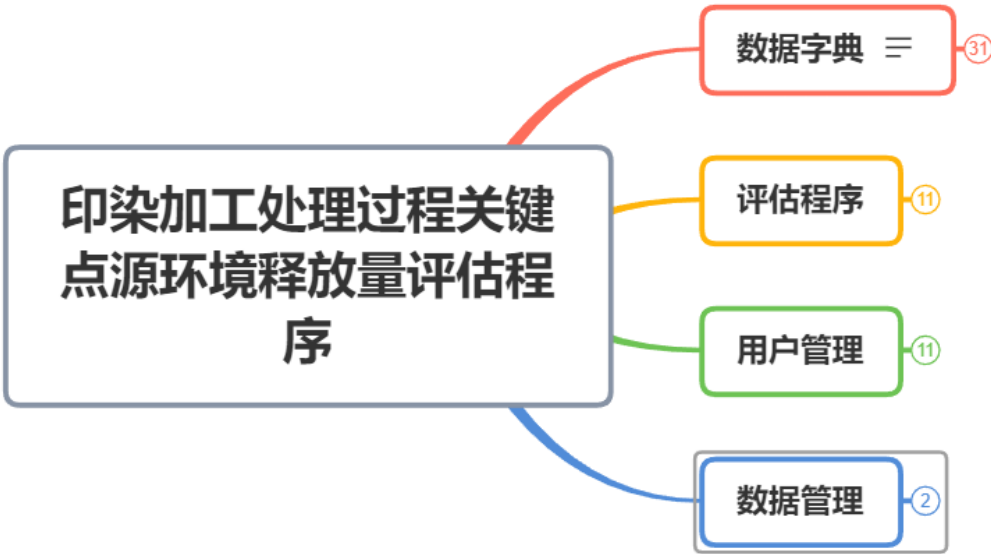 数据字典
31
评估程序
11
印染加工处理过程关键
点源环境释放量评估程
序
用户管理
11
数据管理
2